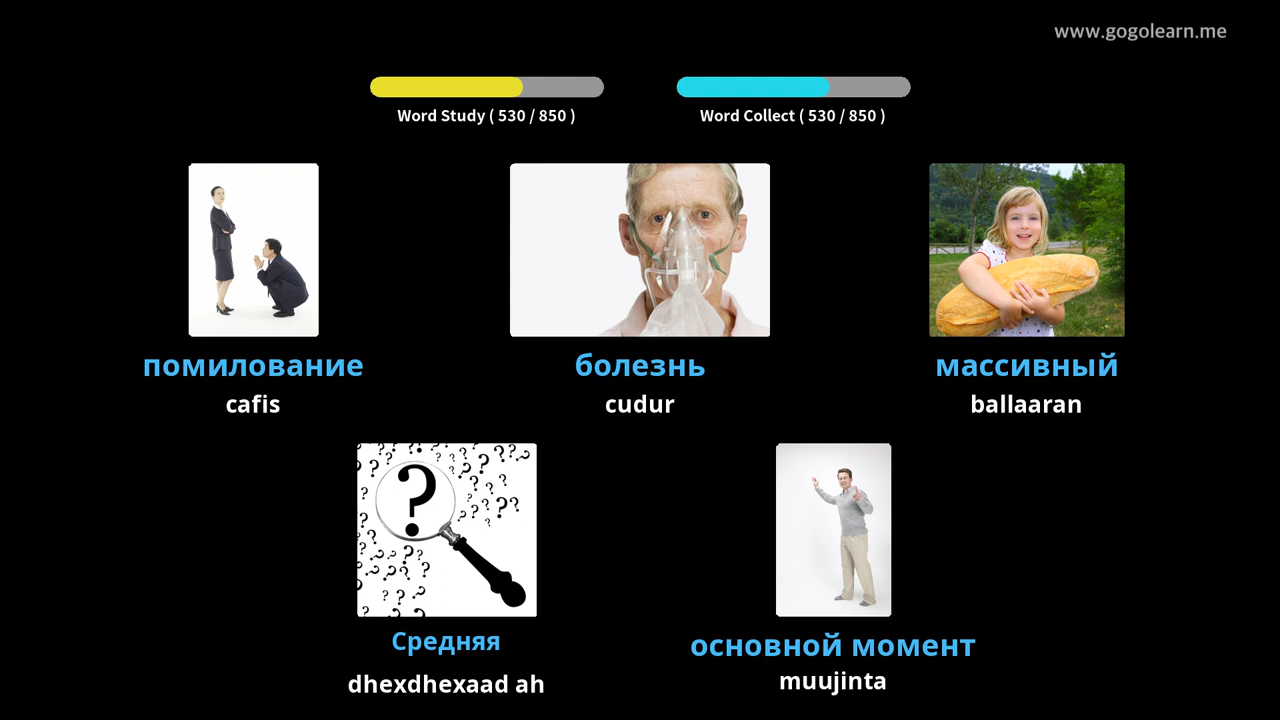 www.gogolearn.me
Word Study ( 530 / 850 )
Word Collect ( 530 / 850 )
помилование
cafis
болезнь
cudur
массивный
ballaaran
Средняя
dhexdhexaad ah
основной момент
muujinta